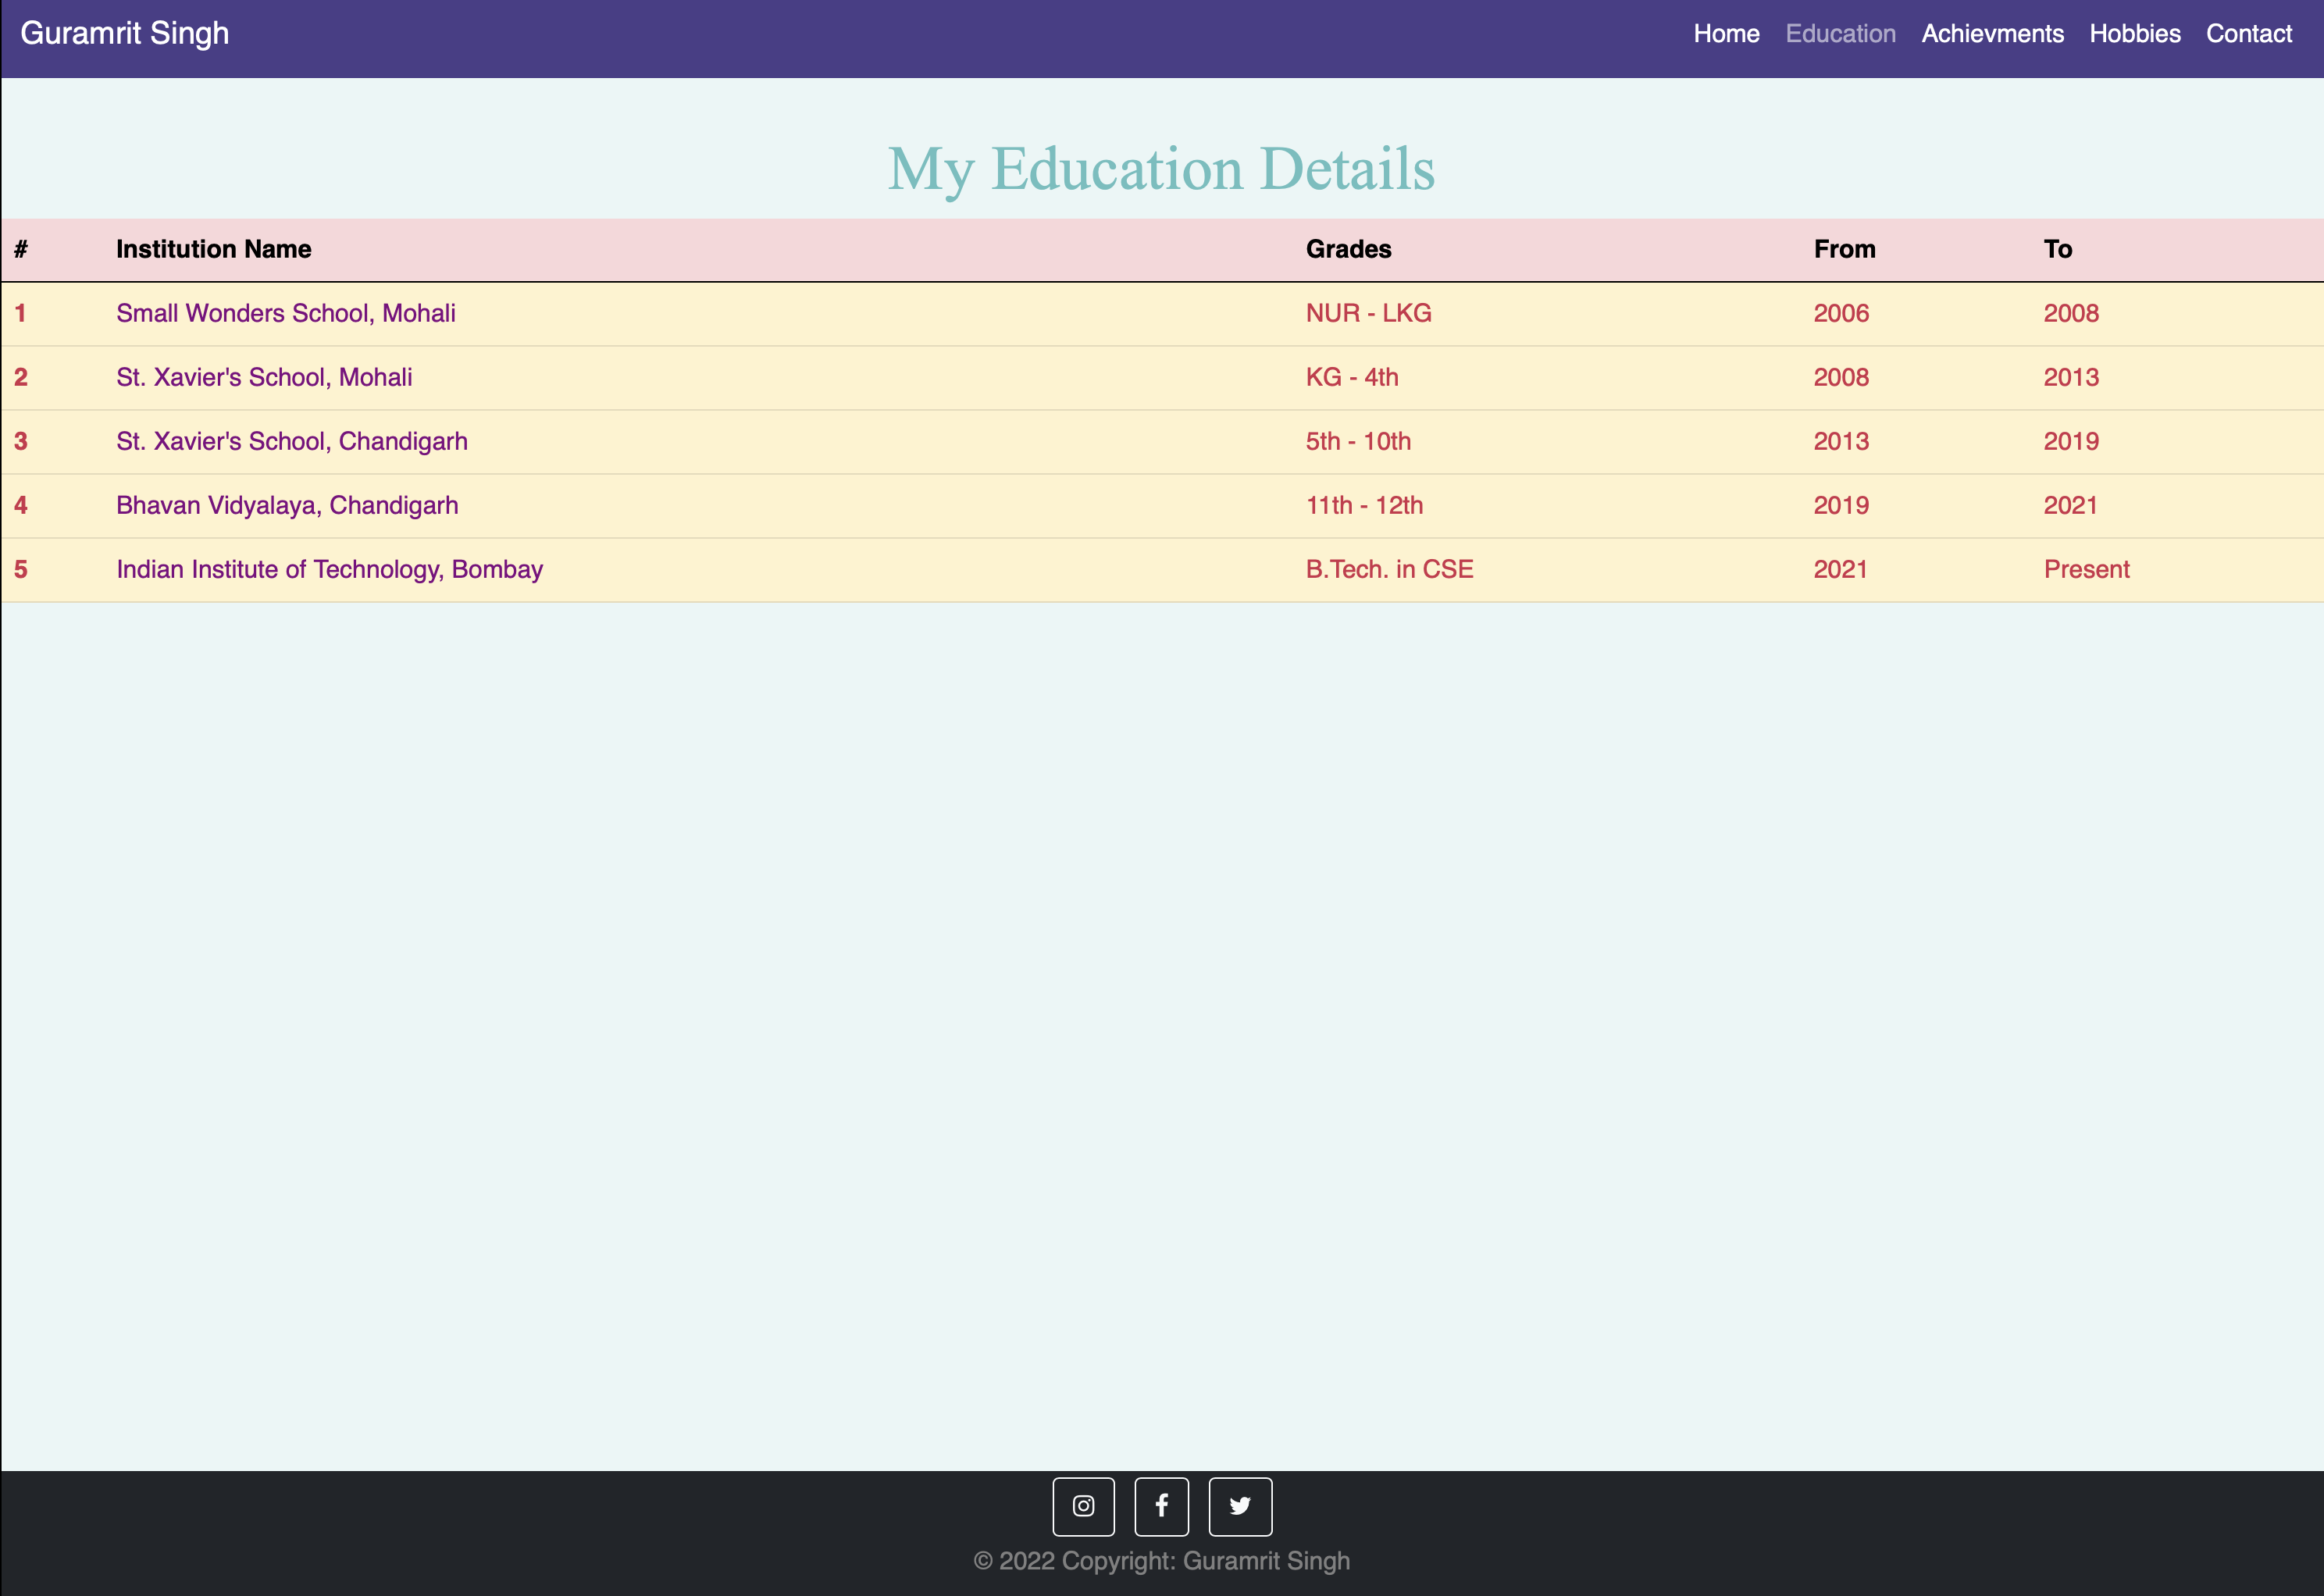 Guramrit Singh Home Education Achievments Hobbies Contact
My Education Details
# Institution Name Grades From To
1 Small Wonders School, Mohali NUR - LKG 2006 2008
2 St. Xavier's School, Mohali KG - 4th 2008 2013
3 St. Xavier's School, Chandigarh 5th - 10th 2013 2019
4 Bhavan Vidyalaya, Chandigarh 11th - 12th 2019 2021
5 Indian Institute of Technology, Bombay B.Tech. in CSE 2021 Present
© 2022 Copyright: Guramrit Singh